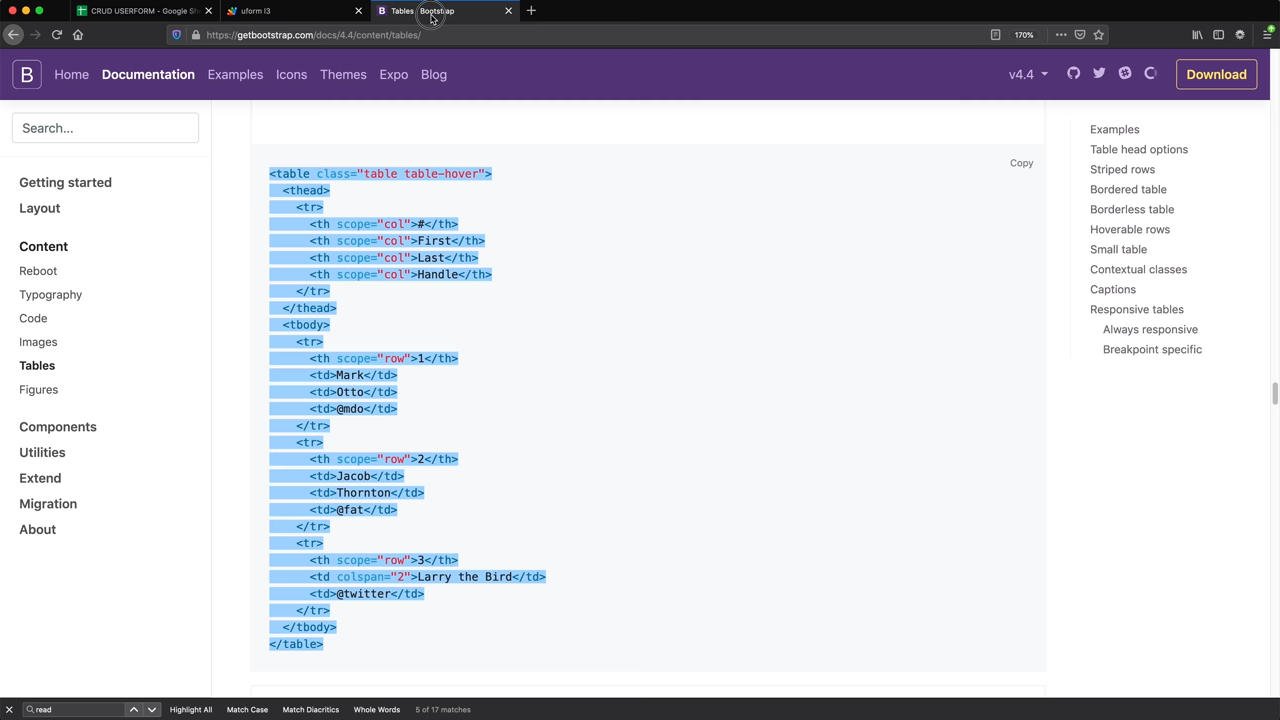 CRUD USERFORM - Google She
uform l3
Tables · Bootstrap
https://getbootstrap.com/docs/4.4/content/tables/
170%
B
Home
Documentation
Examples
Icons
Themes
Expo
Blog
v4.4
Download
Search...
Getting started
Layout
Content
Reboot
Typography
Code
Images
Tables
Figures
Components
Utilities
Extend
Migration
About
Copy
<table class="table table-hover">
  <thead>
    <tr>
      <th scope="col">#</th>
      <th scope="col">First</th>
      <th scope="col">Last</th>
      <th scope="col">Handle</th>
    </tr>
  </thead>
  <tbody>
    <tr>
      <th scope="row">1</th>
      <td>Mark</td>
      <td>Otto</td>
      <td>@mdo</td>
    </tr>
    <tr>
      <th scope="row">2</th>
      <td>Jacob</td>
      <td>Thornton</td>
      <td>@fat</td>
    </tr>
    <tr>
      <th scope="row">3</th>
      <td colspan="2">Larry the Bird</td>
      <td>@twitter</td>
    </tr>
  </tbody>
</table>
Examples
Table head options
Striped rows
Bordered table
Borderless table
Hoverable rows
Small table
Contextual classes
Captions
Responsive tables
Always responsive
Breakpoint specific
read
Highlight All
Match Case
Match Diacritics
Whole Words
5 of 17 matches